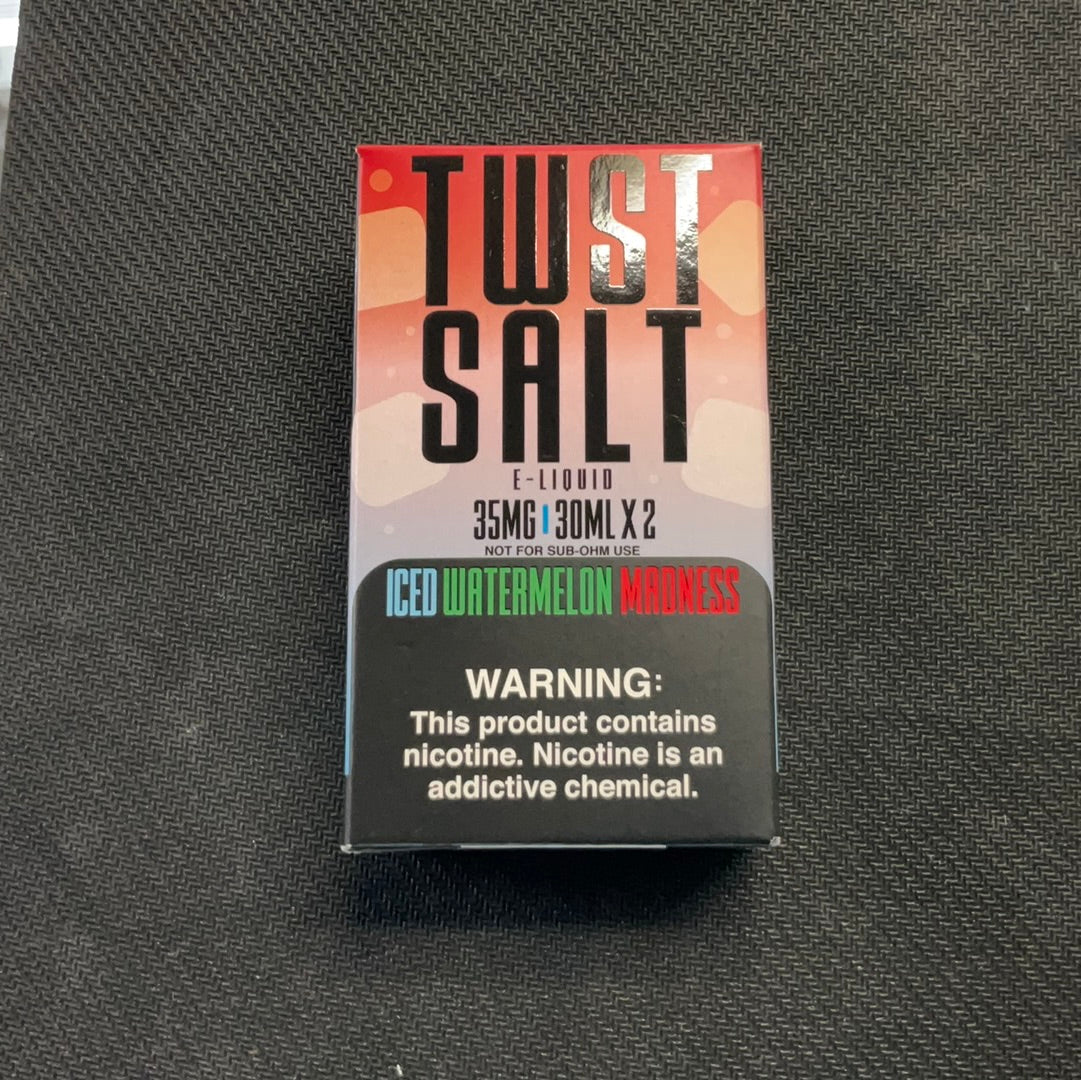 TWST
SALT
E-LIQUID
35MG | 30ML X 2
NOT FOR SUB-OHM USE
ICED WATERMELON MADNESS
WARNING:
This product contains
nicotine. Nicotine is an
addictive chemical.